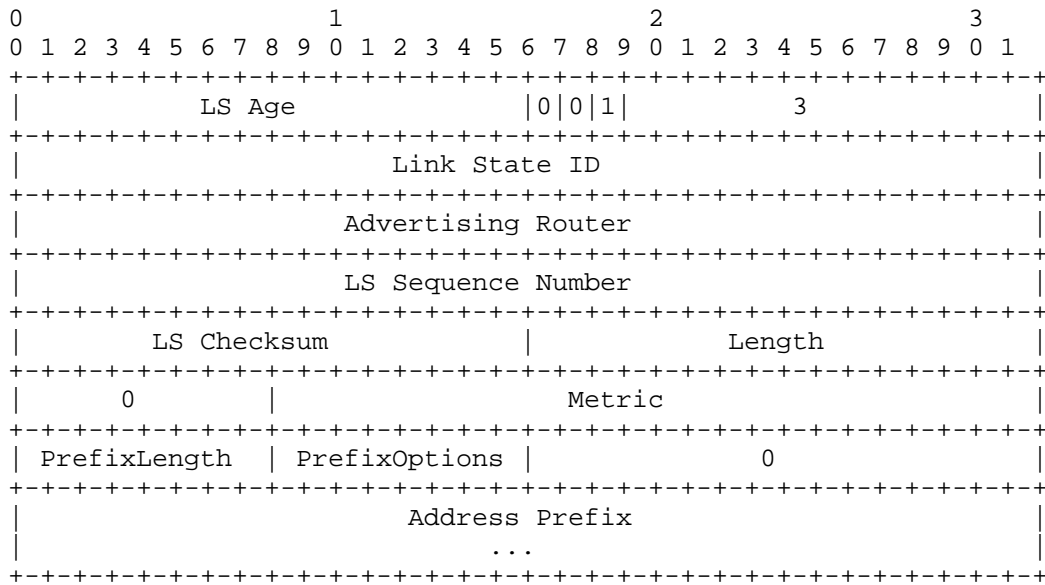 0                   1                   2                   3
0 1 2 3 4 5 6 7 8 9 0 1 2 3 4 5 6 7 8 9 0 1 2 3 4 5 6 7 8 9 0 1
+-+-+-+-+-+-+-+-+-+-+-+-+-+-+-+-+-+-+-+-+-+-+-+-+-+-+-+-+-+-+-+-+
|           LS Age              |0|0|1|          3              |
+-+-+-+-+-+-+-+-+-+-+-+-+-+-+-+-+-+-+-+-+-+-+-+-+-+-+-+-+-+-+-+-+
|                       Link State ID                           |
+-+-+-+-+-+-+-+-+-+-+-+-+-+-+-+-+-+-+-+-+-+-+-+-+-+-+-+-+-+-+-+-+
|                    Advertising Router                         |
+-+-+-+-+-+-+-+-+-+-+-+-+-+-+-+-+-+-+-+-+-+-+-+-+-+-+-+-+-+-+-+-+
|                    LS Sequence Number                         |
+-+-+-+-+-+-+-+-+-+-+-+-+-+-+-+-+-+-+-+-+-+-+-+-+-+-+-+-+-+-+-+-+
|        LS Checksum            |            Length             |
+-+-+-+-+-+-+-+-+-+-+-+-+-+-+-+-+-+-+-+-+-+-+-+-+-+-+-+-+-+-+-+-+
|      0        |                  Metric                       |
+-+-+-+-+-+-+-+-+-+-+-+-+-+-+-+-+-+-+-+-+-+-+-+-+-+-+-+-+-+-+-+-+
| PrefixLength  | PrefixOptions |              0                |
+-+-+-+-+-+-+-+-+-+-+-+-+-+-+-+-+-+-+-+-+-+-+-+-+-+-+-+-+-+-+-+-+
|                        Address Prefix                         |
|                             ...                               |
+-+-+-+-+-+-+-+-+-+-+-+-+-+-+-+-+-+-+-+-+-+-+-+-+-+-+-+-+-+-+-+-+